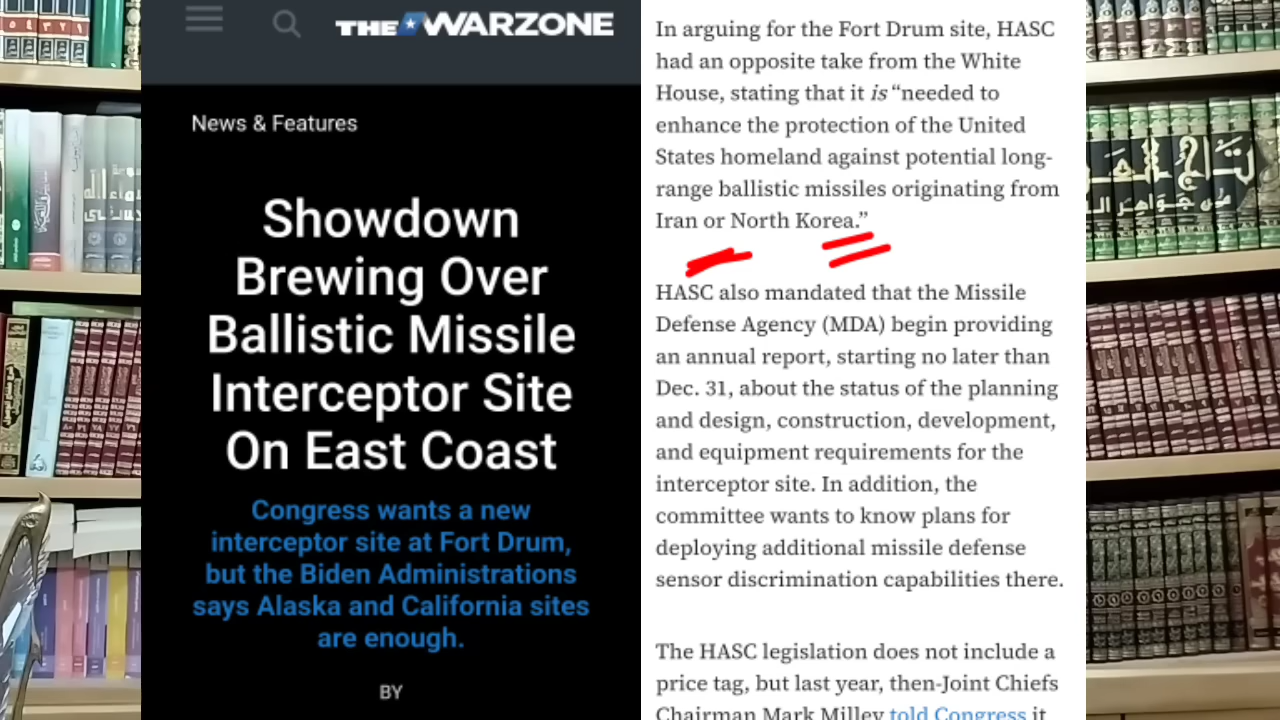 THE WARZONE
News & Features
Showdown
Brewing Over
Ballistic Missile
Interceptor Site
On East Coast
Congress wants a new
interceptor site at Fort Drum,
but the Biden Administrations
says Alaska and California sites
are enough.
BY
In arguing for the Fort Drum site, HASC
had an opposite take from the White
House, stating that it is “needed to
enhance the protection of the United
States homeland against potential long-
range ballistic missiles originating from
Iran or North Korea.”
HASC also mandated that the Missile
Defense Agency (MDA) begin providing
an annual report, starting no later than
Dec. 31, about the status of the planning
and design, construction, development,
and equipment requirements for the
interceptor site. In addition, the
committee wants to know plans for
deploying additional missile defense
sensor discrimination capabilities there.
The HASC legislation does not include a
price tag, but last year, then-Joint Chiefs
Chairman Mark Milley told Congress it